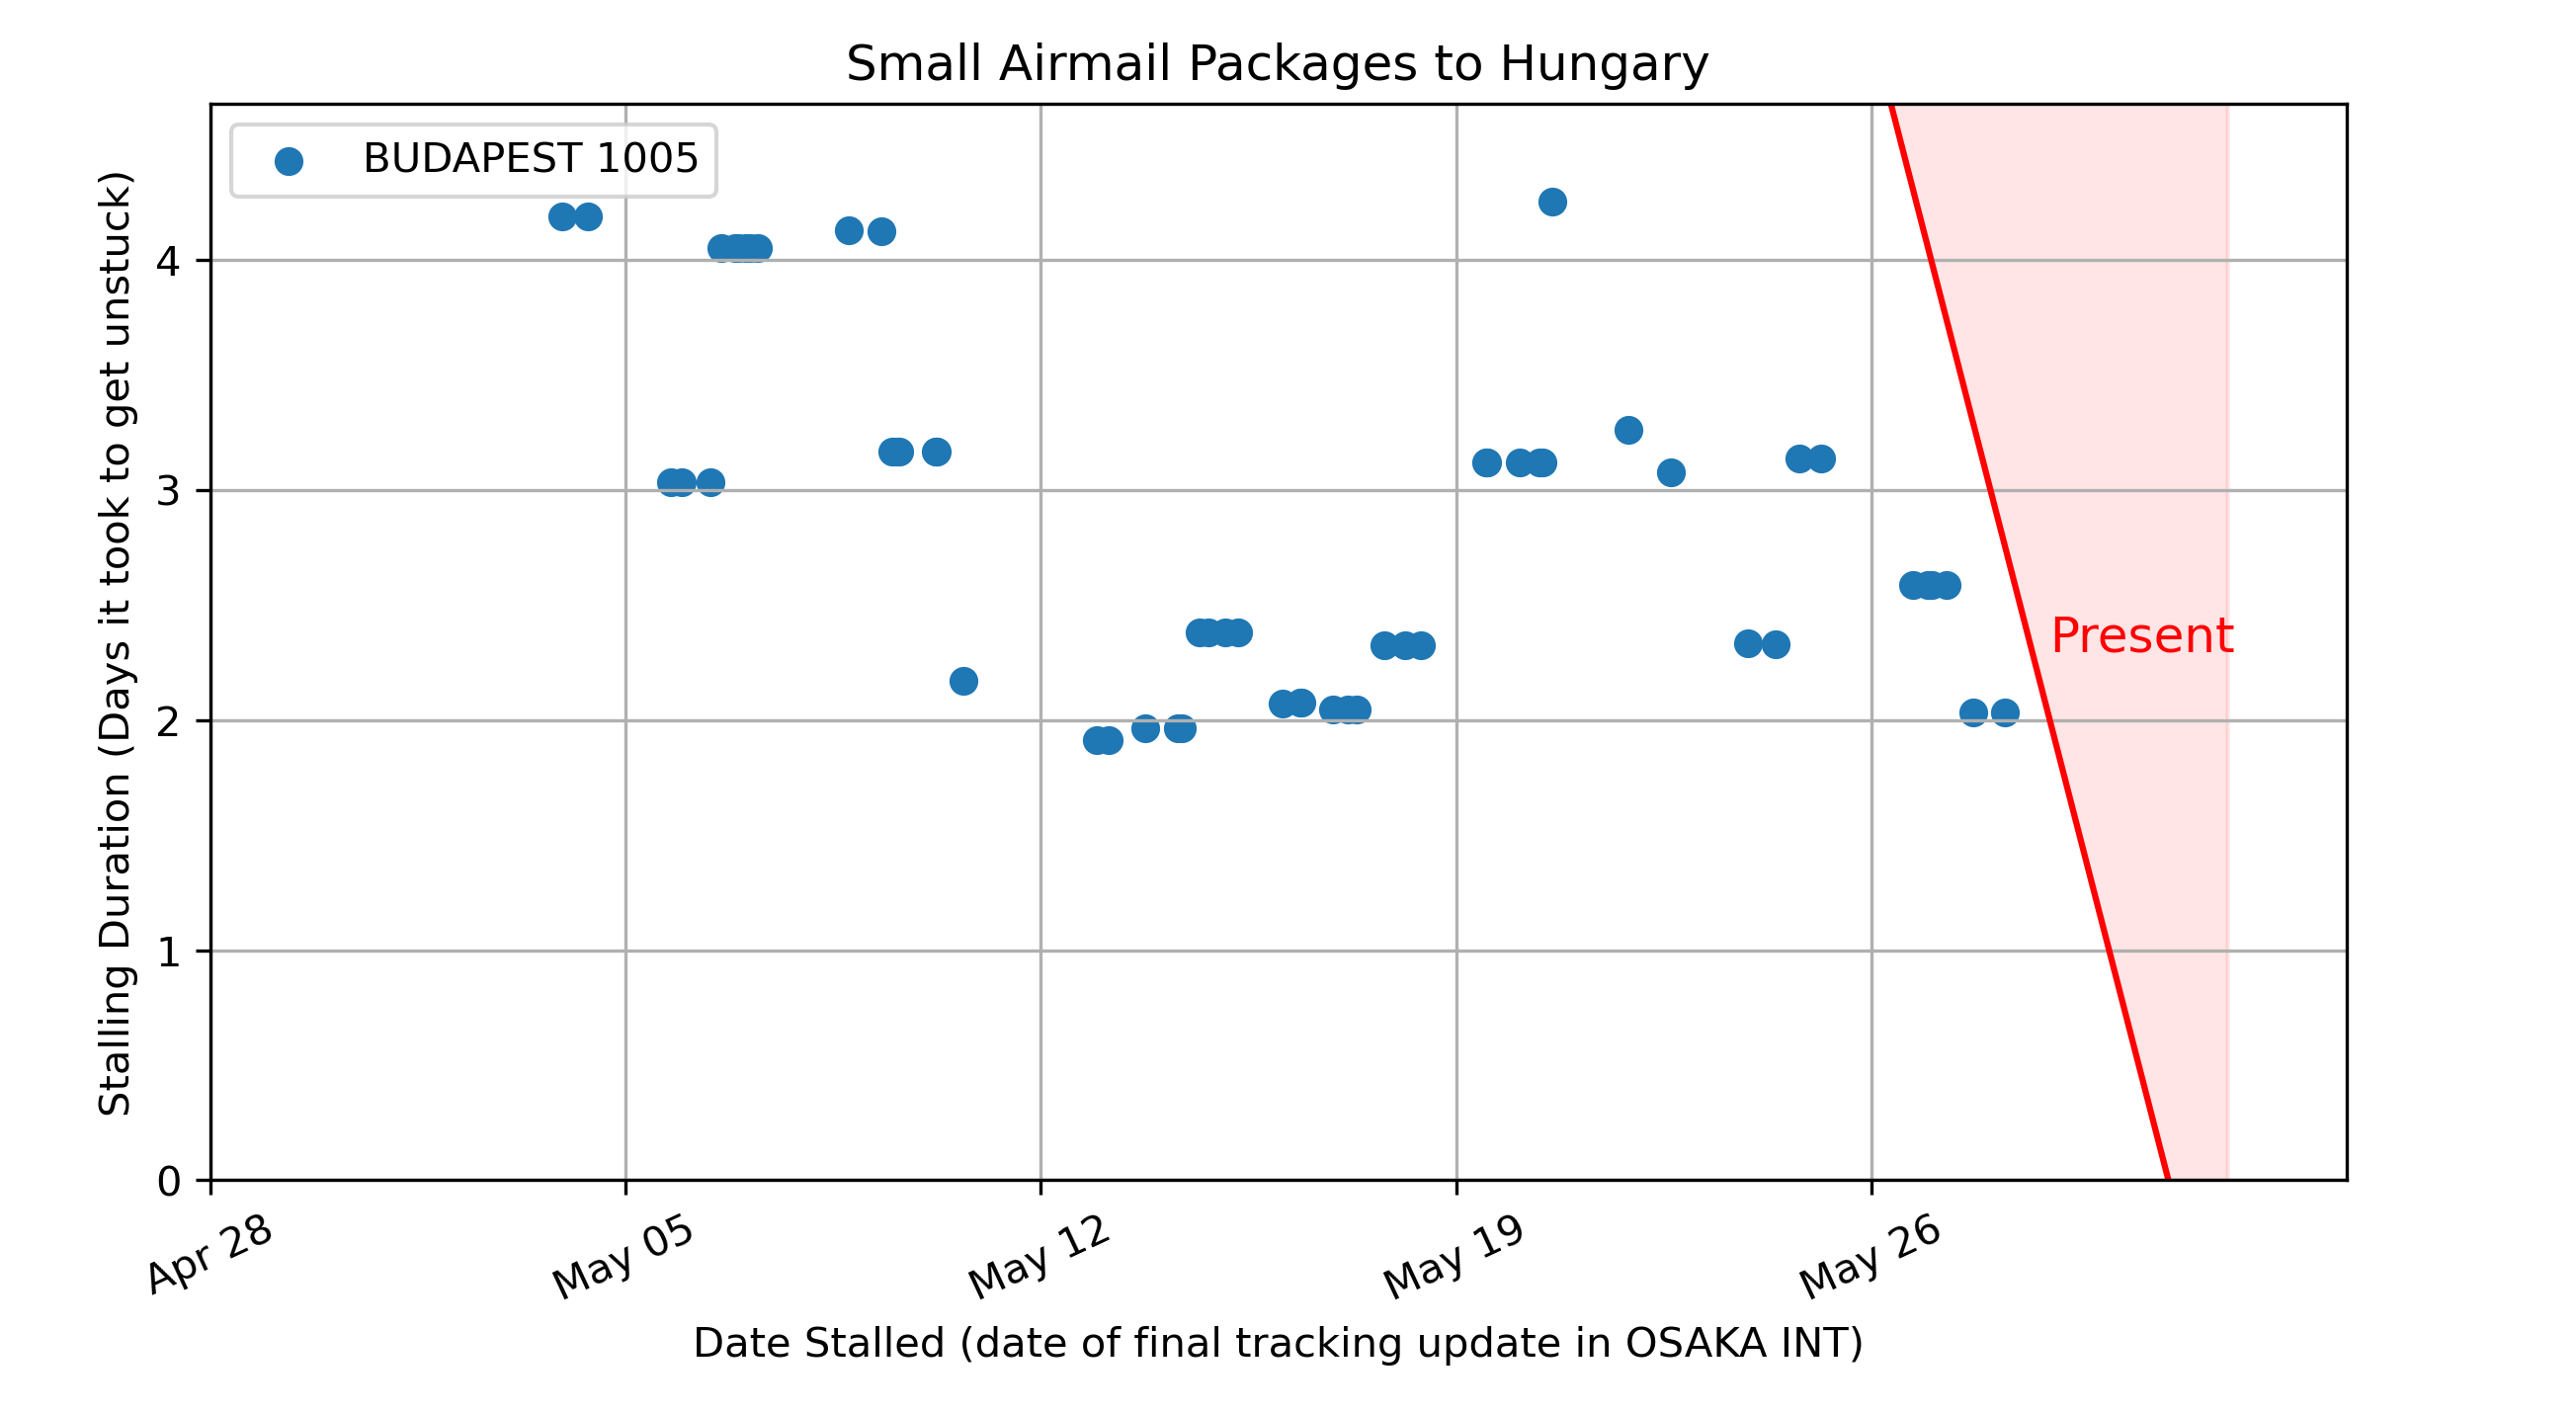 Small Airmail Packages to Hungary
BUDAPEST 1005
Stalling Duration (Days it took to get unstuck)
4
3
2
1
0
Present
Apr 28
May 05
May 12
May 19
May 26
Date Stalled (date of final tracking update in OSAKA INT)